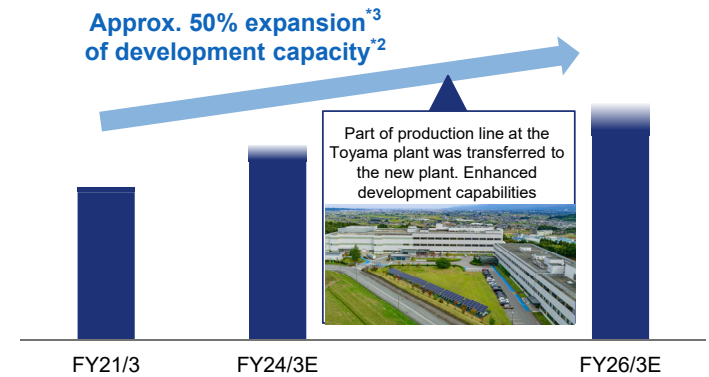 Approx. 50% expansion*3
of development capacity*2
Part of production line at the
Toyama plant was transferred to
the new plant. Enhanced
development capabilities
FY21/3
FY24/3E
FY26/3E